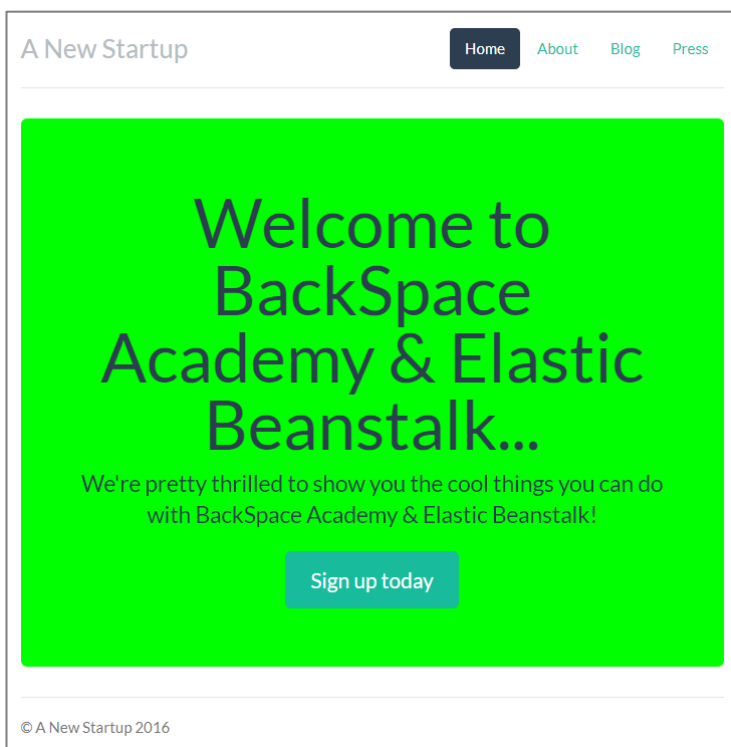 A New Startup
Home About Blog Press
Welcome to
BackSpace
Academy & Elastic
Beanstalk...
We're pretty thrilled to show you the cool things you can do
with BackSpace Academy & Elastic Beanstalk!
Sign up today
© A New Startup 2016